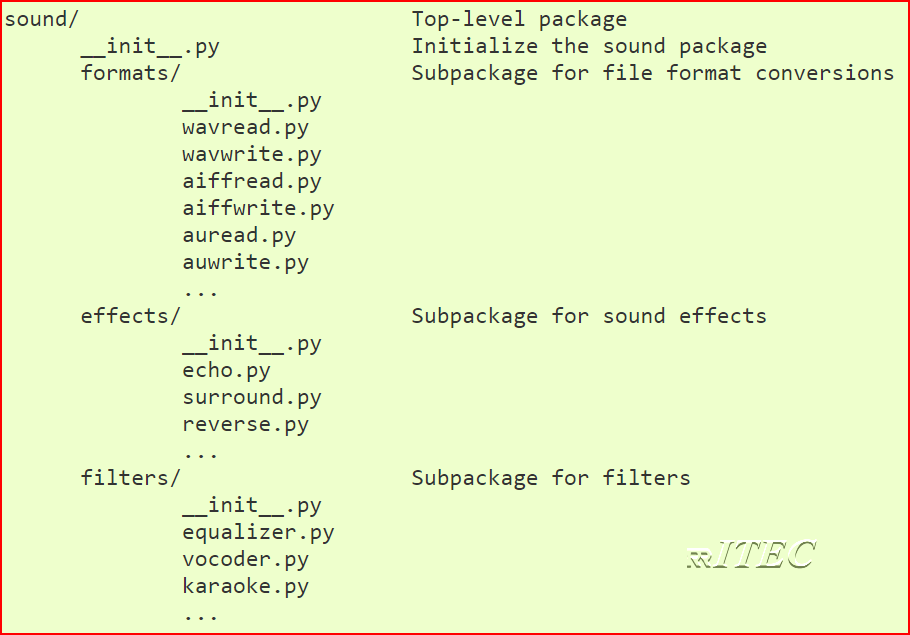 sound/ Top-level package
__init__.py Initialize the sound package
formats/ Subpackage for file format conversions
__init__.py
wavread.py
wavwrite.py
aiffread.py
aiffwrite.py
auread.py
auwrite.py
...
effects/ Subpackage for sound effects
__init__.py
echo.py
surround.py
reverse.py
...
filters/ Subpackage for filters
__init__.py
equalizer.py
vocoder.py
karaoke.py
...
ITEC